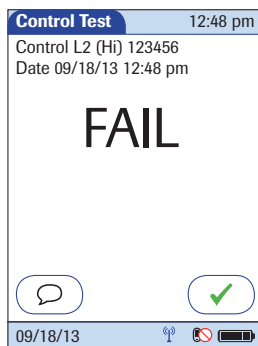 Control Test 12:48 pm
Control L2 (Hi) 123456
Date 09/18/13 12:48 pm
FAIL
09/18/13